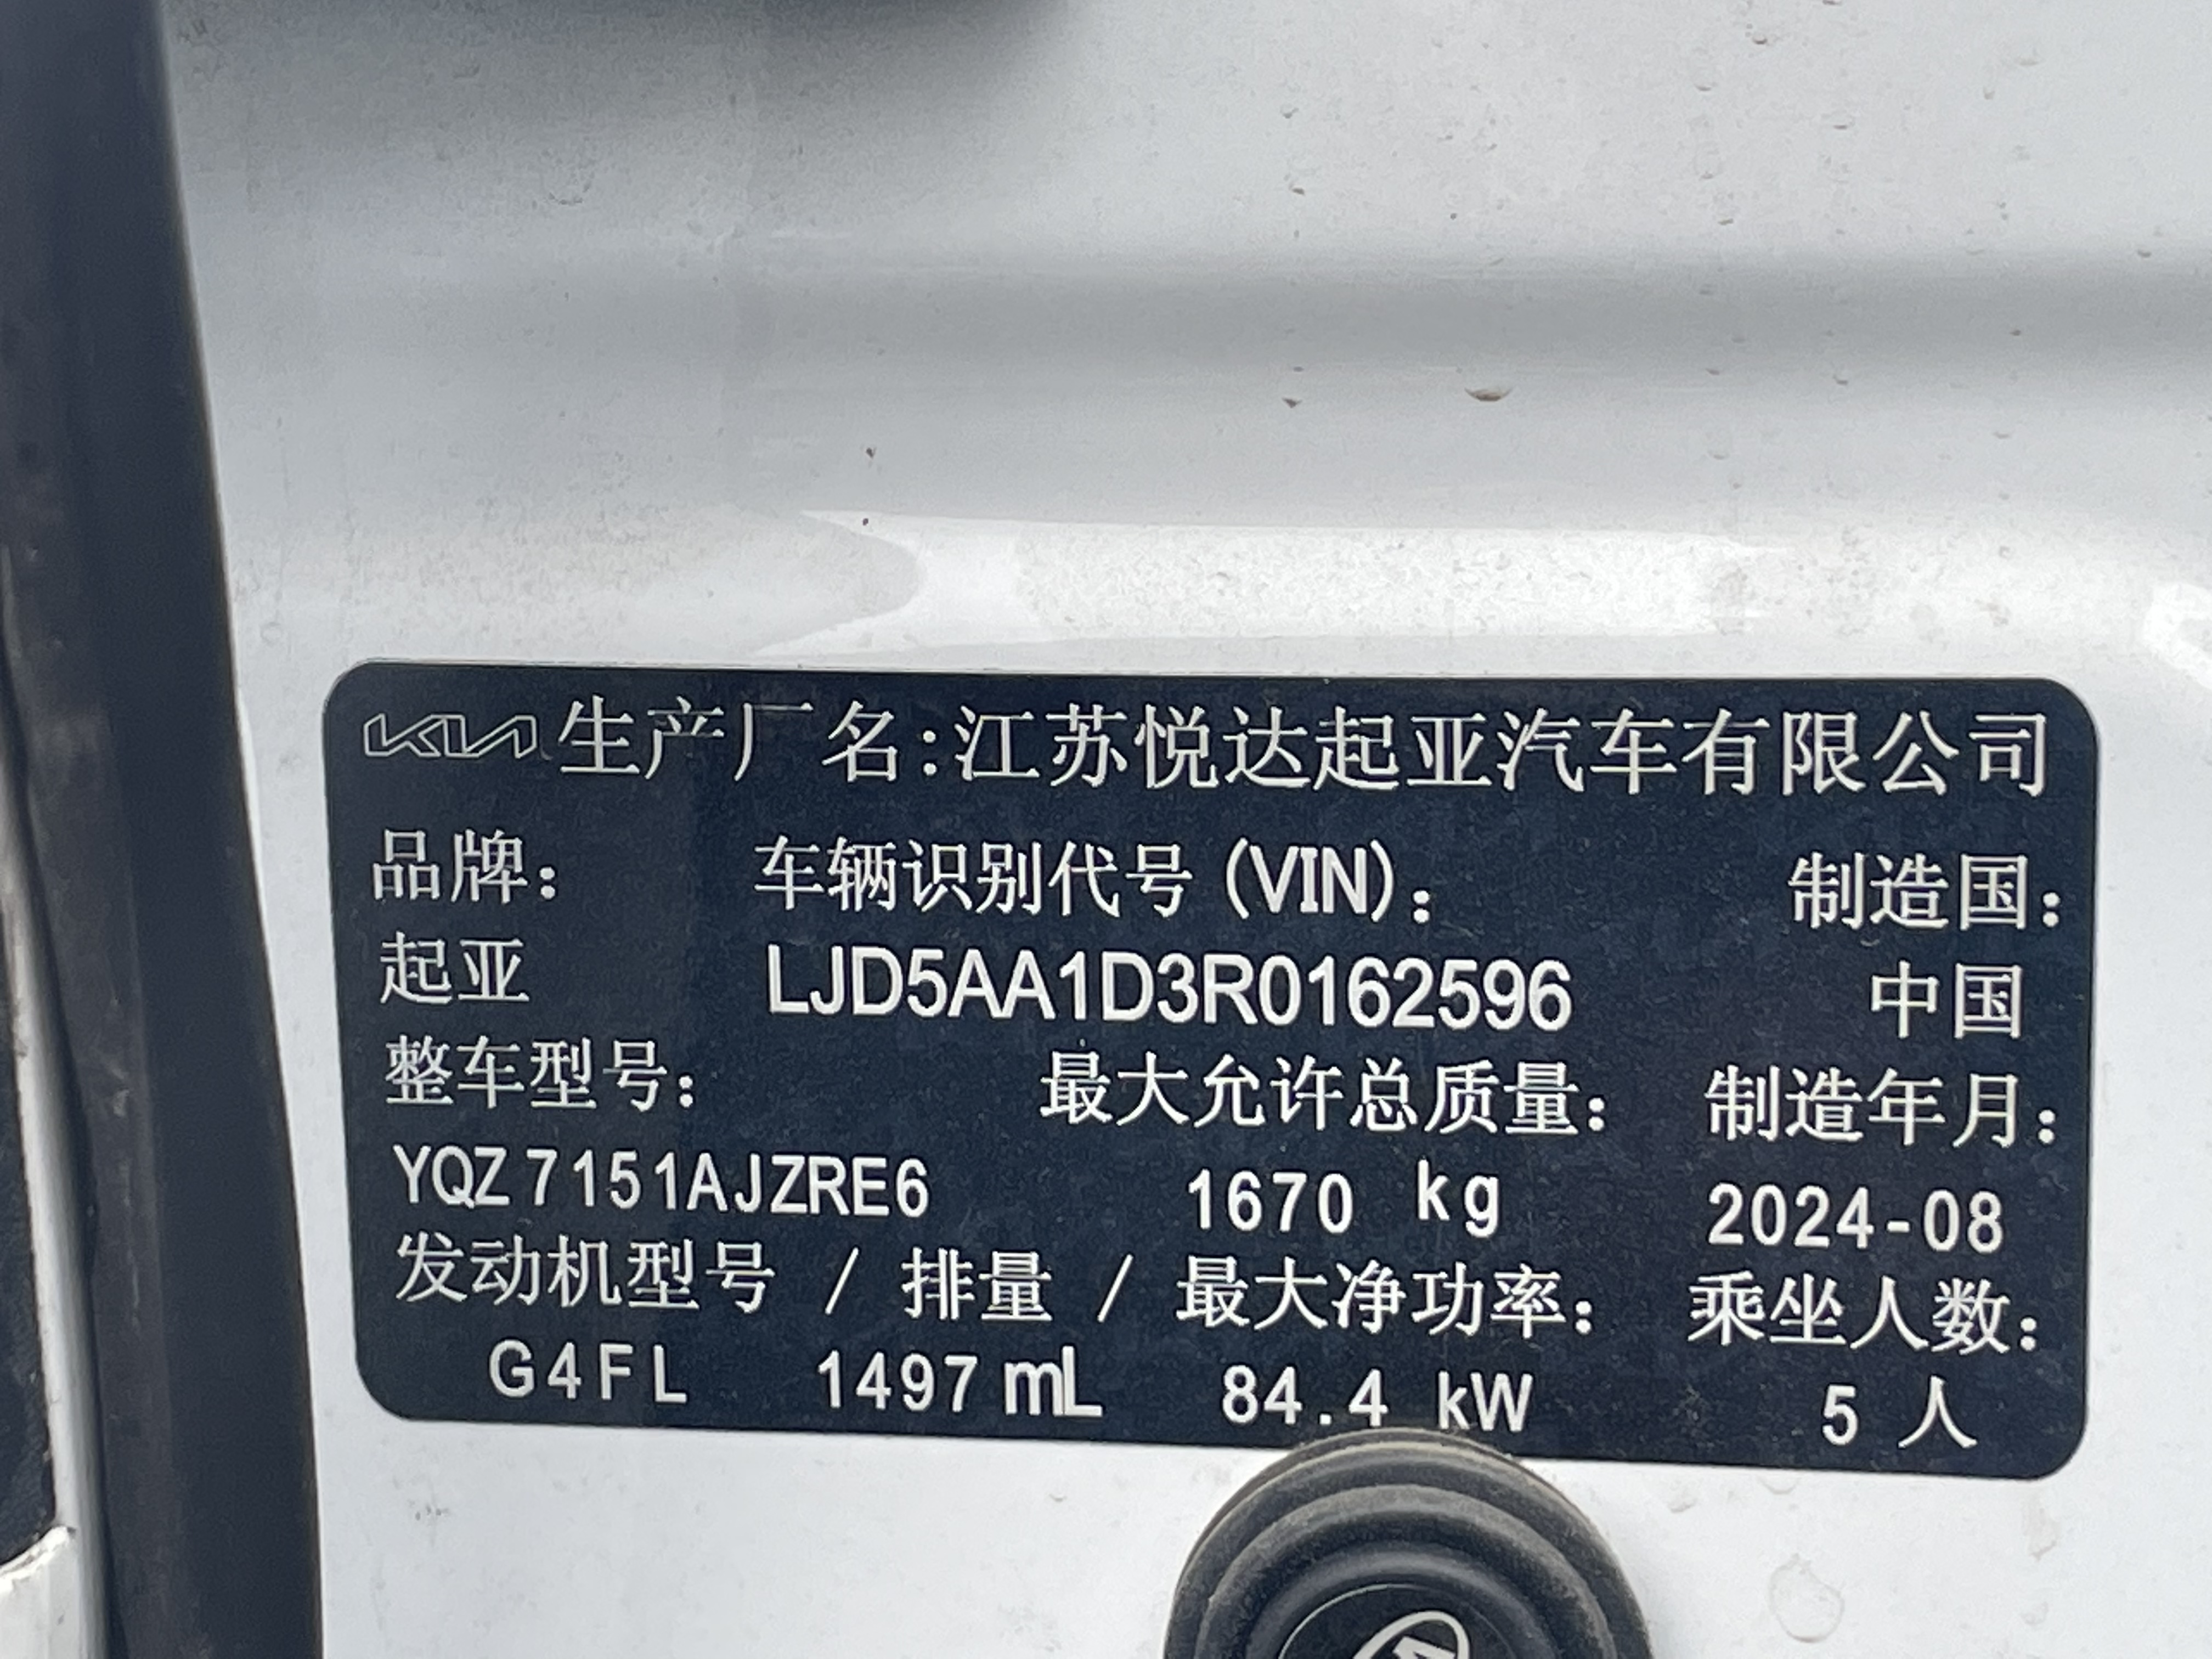 KIA 生产厂名:江苏悦达起亚汽车有限公司
品牌: 车辆识别代号(VIN): 制造国:
起亚 LJD5AA1D3R0162596 中国
整车型号: 最大允许总质量: 制造年月:
YQZ7151AJZRE6 1670 kg 2024-08
发动机型号 / 排量 / 最大净功率: 乘坐人数:
G4FL 1497 mL 84.4 kW 5 人